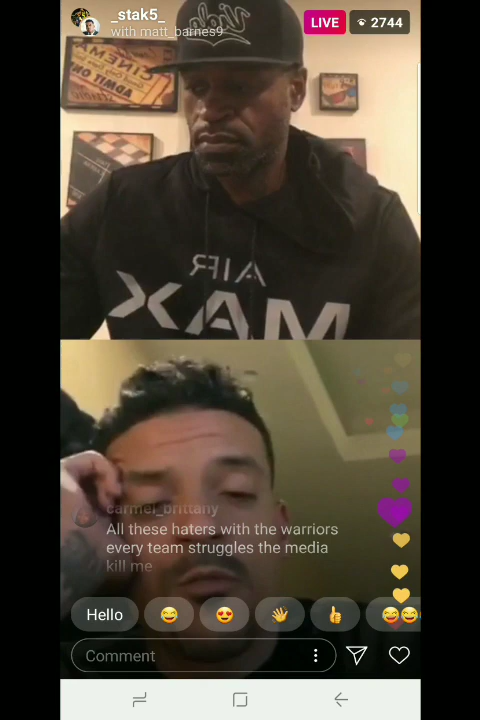 _stak5_
with matt_barnes9
LIVE
2744
CINEMA
ADMIT ON
AIR
MAX
carmel_brittany
All these haters with the warriors
every team struggles the media
kill me
Hello
Comment